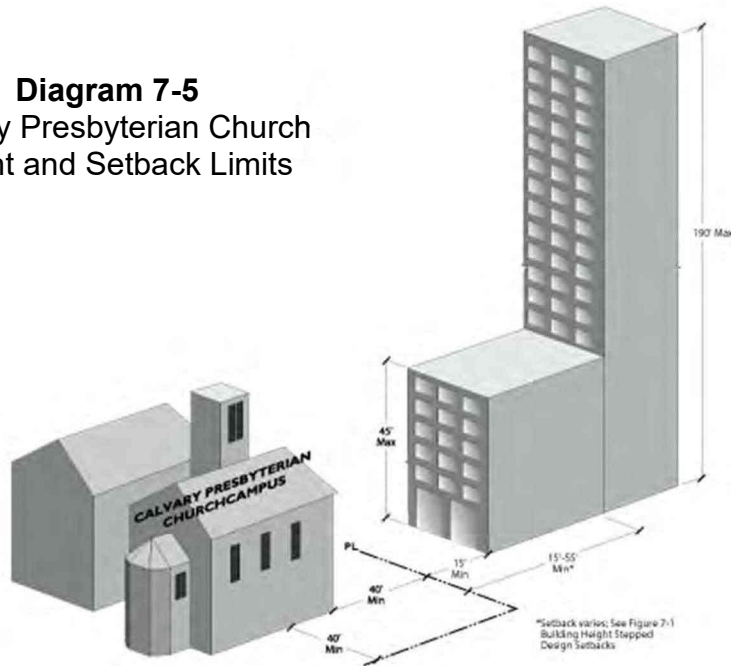 Diagram 7-5
y Presbyterian Church
nt and Setback Limits
190' Max
45'
Max
CALVARY PRESBYTERIAN
CHURCHCAMPUS
PL
40'
Min
15'
Min
15'-55'
Min*
40'
Min
*Setback varies; See Figure 7-1
Building Height Stepped
Design Setbacks